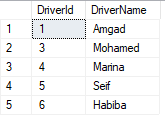 DriverId DriverName
1 1 Amgad
2 3 Mohamed
3 4 Marina
4 5 Seif
5 6 Habiba